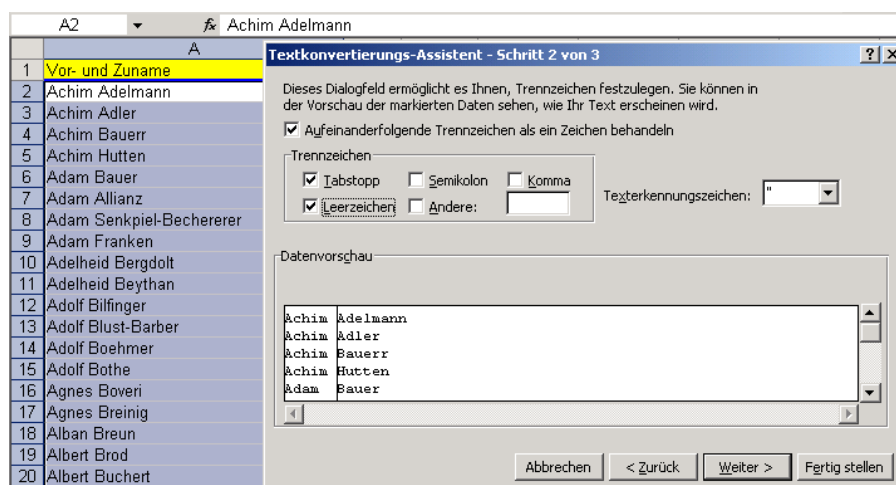 A2 fx Achim Adelmann
A
1 Vor- und Zuname
2 Achim Adelmann
3 Achim Adler
4 Achim Bauerr
5 Achim Hutten
6 Adam Bauer
7 Adam Allianz
8 Adam Senkpiel-Bechererer
9 Adam Franken
10 Adelheid Bergdolt
11 Adelheid Beythan
12 Adolf Bilfinger
13 Adolf Blust-Barber
14 Adolf Boehmer
15 Adolf Bothe
16 Agnes Boveri
17 Agnes Breinig
18 Alban Breun
19 Albert Brod
20 Albert Buchert
Textkonvertierungs-Assistent - Schritt 2 von 3
Dieses Dialogfeld ermöglicht es Ihnen, Trennzeichen festzulegen. Sie können in
der Vorschau der markierten Daten sehen, wie Ihr Text erscheinen wird.
Aufeinanderfolgende Trennzeichen als ein Zeichen behandeln
Trennzeichen
Tabstopp Semikolon Komma
Leerzeichen Andere:
Texterkennungszeichen: "
Datenvorschau
Achim Adelmann
Achim Adler
Achim Bauerr
Achim Hutten
Adam Bauer
Abbrechen < Zurück Weiter > Fertig stellen